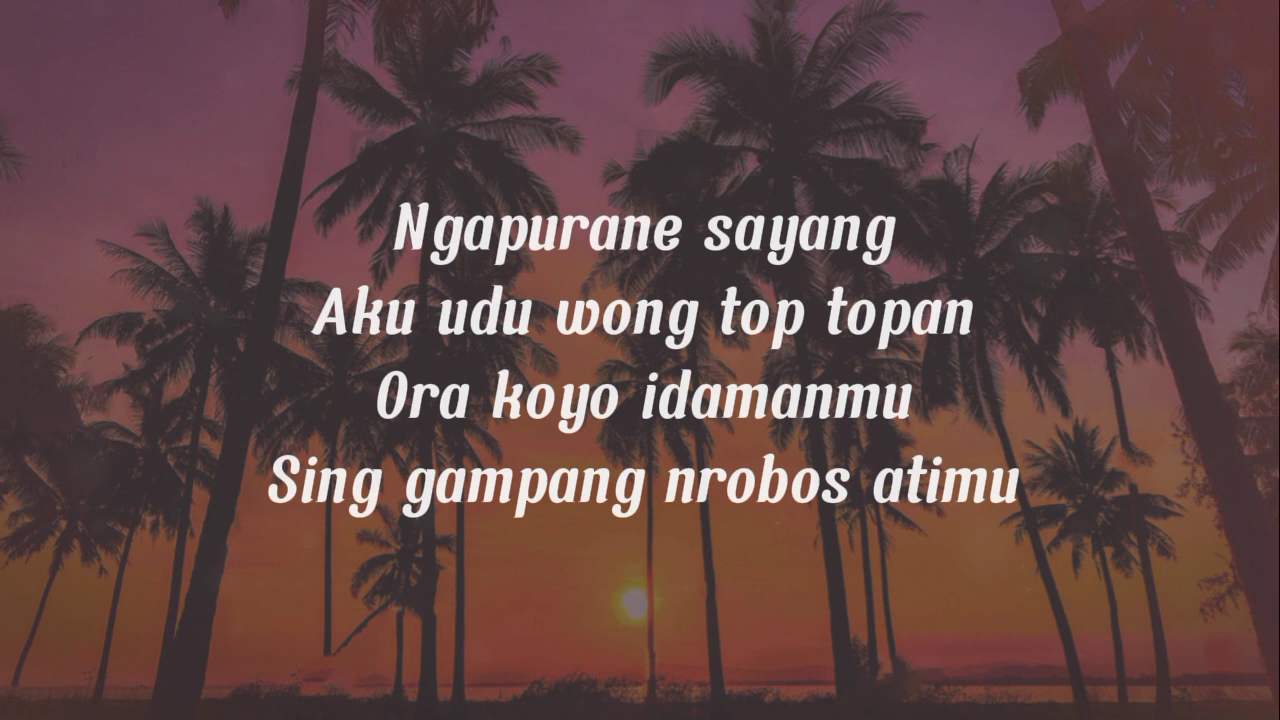 Ngapurane sayang
Aku udu wong top topan
Ora koyo idamanmu
Sing gampang nrobos atimu